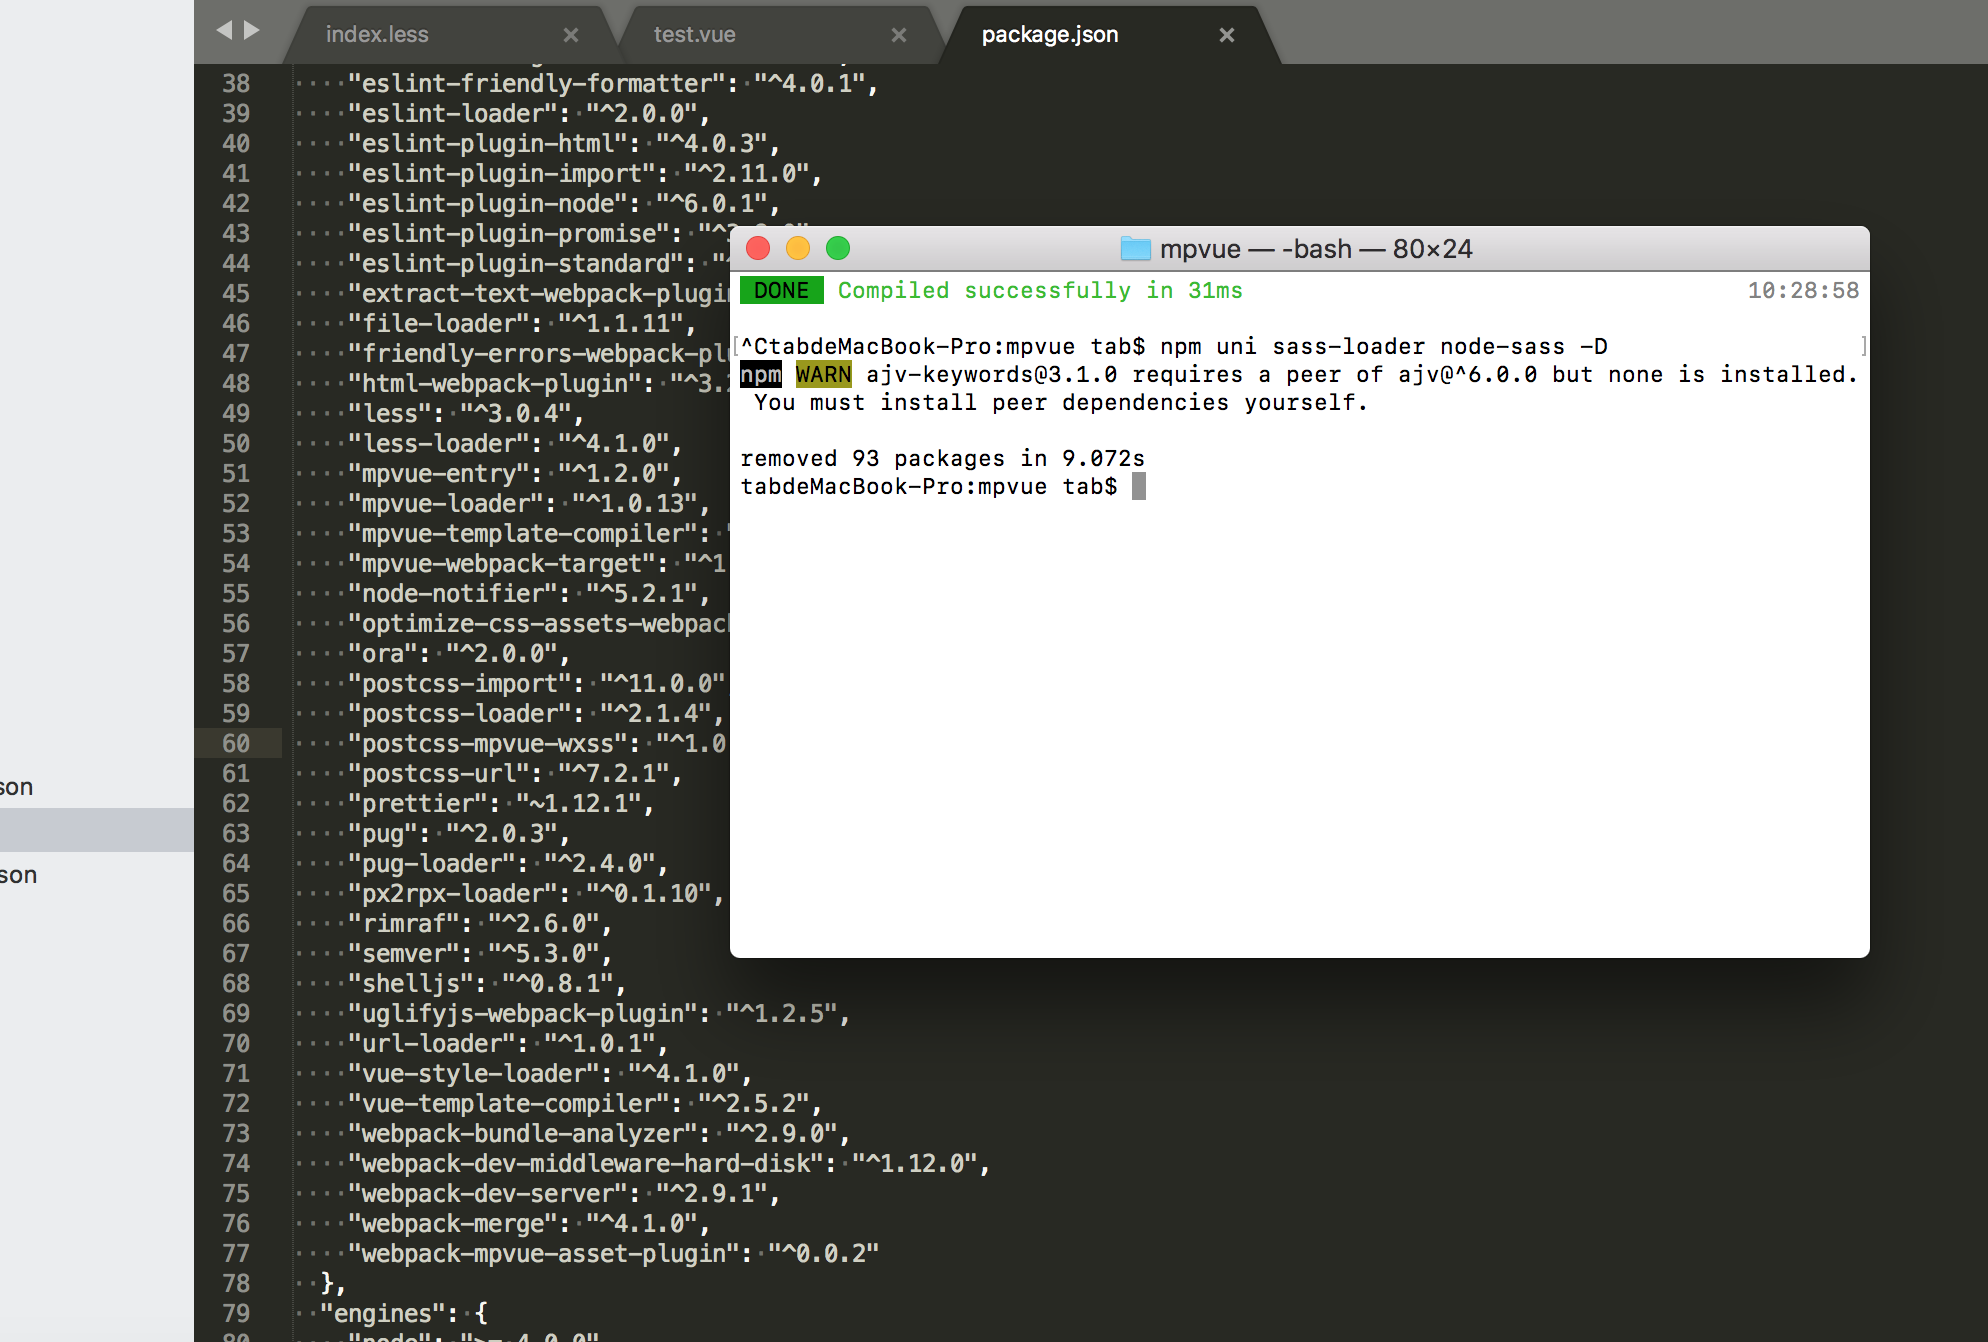 index.less
test.vue
package.json
38 ····"eslint-friendly-formatter":·"^4.0.1",
39 ····"eslint-loader":·"^2.0.0",
40 ····"eslint-plugin-html":·"^4.0.3",
41 ····"eslint-plugin-import":·"^2.11.0",
42 ····"eslint-plugin-node":·"^6.0.1",
43 ····"eslint-plugin-promise":·"^3
44 ····"eslint-plugin-standard":·"^
45 ····"extract-text-webpack-plugin
46 ····"file-loader":·"^1.1.11",
47 ····"friendly-errors-webpack-plu
48 ····"html-webpack-plugin":·"^3.2
49 ····"less":·"^3.0.4",
50 ····"less-loader":·"^4.1.0",
51 ····"mpvue-entry":·"^1.2.0",
52 ····"mpvue-loader":·"^1.0.13",
53 ····"mpvue-template-compiler":·"
54 ····"mpvue-webpack-target":·"^1
55 ····"node-notifier":·"^5.2.1",
56 ····"optimize-css-assets-webpack
57 ····"ora":·"^2.0.0",
58 ····"postcss-import":·"^11.0.0"
59 ····"postcss-loader":·"^2.1.4",
60 ····"postcss-mpvue-wxss":·"^1.0
61 ····"postcss-url":·"^7.2.1",
62 ····"prettier":·"~1.12.1",
63 ····"pug":·"^2.0.3",
64 ····"pug-loader":·"^2.4.0",
65 ····"px2rpx-loader":·"^0.1.10",
66 ····"rimraf":·"^2.6.0",
67 ····"semver":·"^5.3.0",
68 ····"shelljs":·"^0.8.1",
69 ····"uglifyjs-webpack-plugin":·"^1.2.5",
70 ····"url-loader":·"^1.0.1",
71 ····"vue-style-loader":·"^4.1.0",
72 ····"vue-template-compiler":·"^2.5.2",
73 ····"webpack-bundle-analyzer":·"^2.9.0",
74 ····"webpack-dev-middleware-hard-disk":·"^1.12.0",
75 ····"webpack-dev-server":·"^2.9.1",
76 ····"webpack-merge":·"^4.1.0",
77 ····"webpack-mpvue-asset-plugin":·"^0.0.2"
78 ··},
79 ··"engines":·{
80 ····"node":·">= 4.0.0"
son
son
mpvue — -bash — 80×24
DONE Compiled successfully in 31ms 10:28:58
[^CtabdeMacBook-Pro:mpvue tab$ npm uni sass-loader node-sass -D ]
npm WARN ajv-keywords@3.1.0 requires a peer of ajv@^6.0.0 but none is installed.
You must install peer dependencies yourself.
removed 93 packages in 9.072s
tabdeMacBook-Pro:mpvue tab$